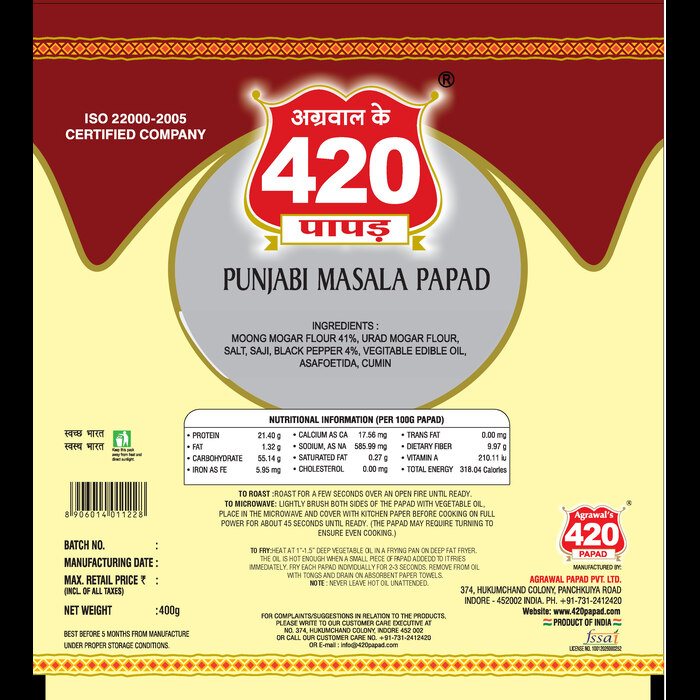 ISO 22000-2005
CERTIFIED COMPANY
®
अग्रवाल के
420
पापड़
PUNJABI MASALA PAPAD
INGREDIENTS :
MOONG MOGAR FLOUR 41%, URAD MOGAR FLOUR,
SALT, SAJI, BLACK PEPPER 4%, VEGITABLE EDIBLE OIL,
ASAFOETIDA, CUMIN
NUTRITIONAL INFORMATION (PER 100G PAPAD)
• PROTEIN 21.40 g • CALCIUM AS CA 17.56 mg • TRANS FAT 0.00 mg
• FAT 1.32 g • SODIUM, AS NA 585.99 mg • DIETARY FIBER 9.97 g
• CARBOHYDRATE 55.14 g • SATURATED FAT 0.27 g • VITAMIN A 210.11 IU
• IRON AS FE 5.95 mg • CHOLESTEROL 0.00 mg • TOTAL ENERGY 318.04 Calories
स्वच्छ भारत
स्वस्थ भारत
Keep this pack
away from heat and
direct sunlight.
8 906014 011228
TO ROAST :ROAST FOR A FEW SECONDS OVER AN OPEN FIRE UNTIL READY.
TO MICROWAVE: LIGHTLY BRUSH BOTH SIDES OF THE PAPAD WITH VEGETABLE OIL,
PLACE IN THE MICROWAVE AND COVER WITH KITCHEN PAPER BEFORE COOKING ON FULL
POWER FOR ABOUT 45 SECONDS UNTIL READY. (THE PAPAD MAY REQUIRE TURNING TO
ENSURE EVEN COOKING.)
TO FRY:HEAT AT 1"-1.5" DEEP VEGETABLE OIL IN A FRYING PAN ON DEEP FAT FRYER.
THE OIL IS HOT ENOUGH WHEN A SMALL PIECE OF PAPAD ADDED TO IT FRIES
IMMEDIATELY, FRY EACH PAPAD INDIVIDUALLY FOR 2-3 SECONDS. REMOVE FROM OIL
WITH TONGS AND DRAIN ON ABSORBENT PAPER TOWELS.
NOTE : NEVER LEAVE HOT OIL UNATTENDED.
BATCH NO. :
MANUFACTURING DATE :
MAX. RETAIL PRICE ₹ :
(INCL. OF ALL TAXES)
NET WEIGHT :400g
BEST BEFORE 5 MONTHS FROM MANUFACTURE
UNDER PROPER STORAGE CONDITIONS.
FOR COMPLAINTS/SUGGESTIONS IN RELATION TO THE PRODUCTS,
PLEASE WRITE TO OUR CUSTOMER CARE EXECUTIVE AT
NO. 374, HUKUMCHAND COLONY, INDORE 452 002
OR CALL OUR CUSTOMER CARE NO. +91-731-2412420
OR E-mail : info@420papad.com
®
Agrawal's
420
PAPAD
MANUFACTURED BY:
AGRAWAL PAPAD PVT. LTD.
374, HUKUMCHAND COLONY, PANCHKUIYA ROAD
INDORE - 452002 INDIA. PH. +91-731-2412420
Website: www.420papad.com
PRODUCT OF INDIA
fssai
LICENSE NO. 10012026000252